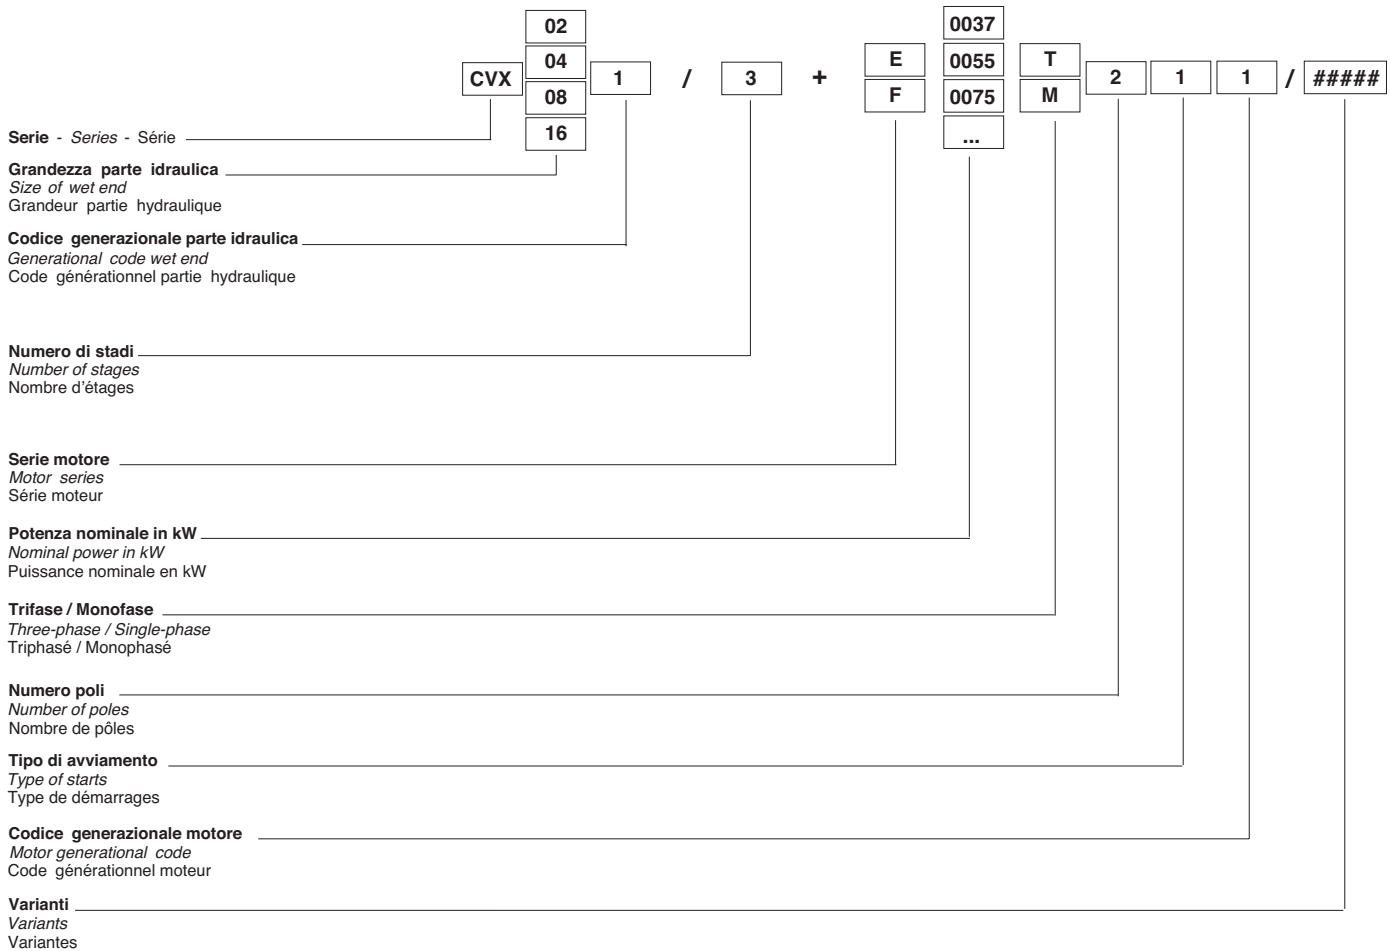 02
04
08
16
CVX
1
/
3
+
E
F
0037
0055
0075
...
T
M
2
1
1
/
#####
Serie - Series - Série
Grandezza parte idraulica
Size of wet end
Grandeur partie hydraulique
Codice generazionale parte idraulica
Generational code wet end
Code générationnel partie hydraulique
Numero di stadi
Number of stages
Nombre d'étages
Serie motore
Motor series
Série moteur
Potenza nominale in kW
Nominal power in kW
Puissance nominale en kW
Trifase / Monofase
Three-phase / Single-phase
Triphasé / Monophasé
Numero poli
Number of poles
Nombre de pôles
Tipo di avviamento
Type of starts
Type de démarrages
Codice generazionale motore
Motor generational code
Code générationnel moteur
Varianti
Variants
Variantes